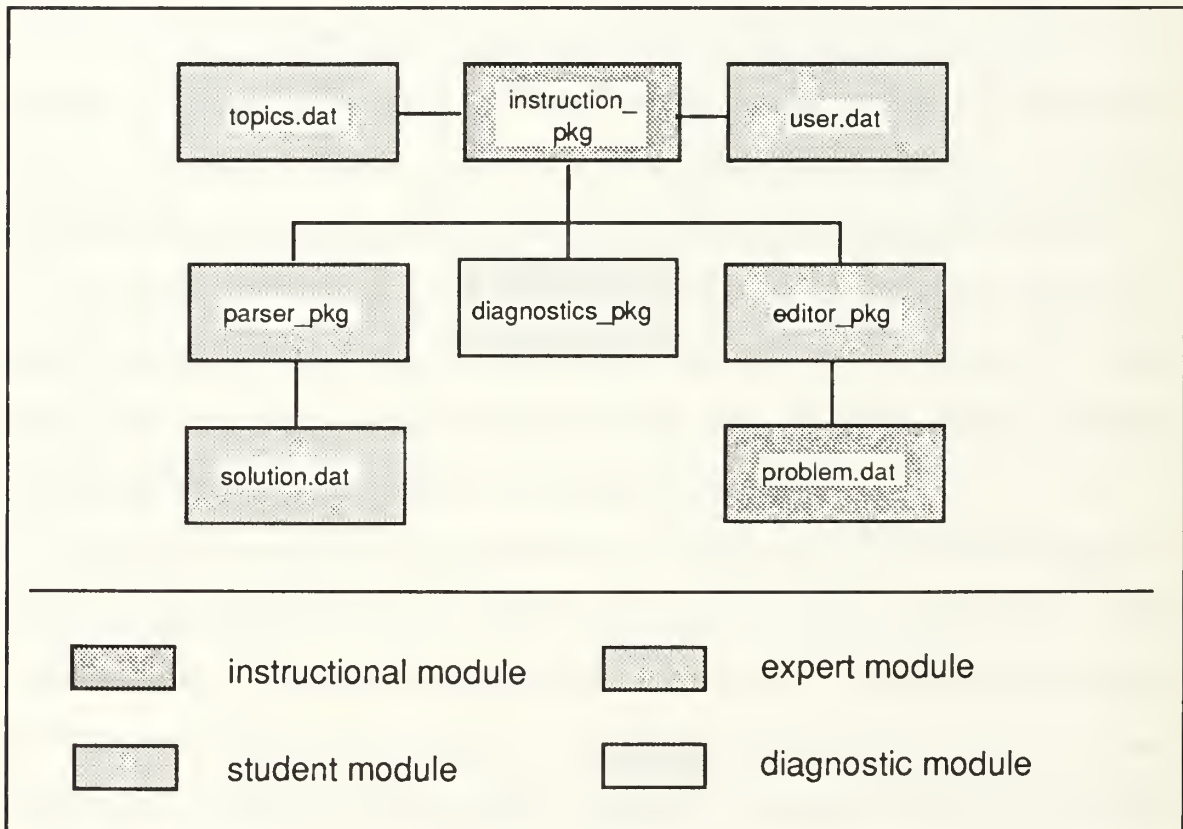 topics.dat
instruction_
pkg
user.dat
parser_pkg
diagnostics_pkg
editor_pkg
solution.dat
problem.dat
instructional module
expert module
student module
diagnostic module